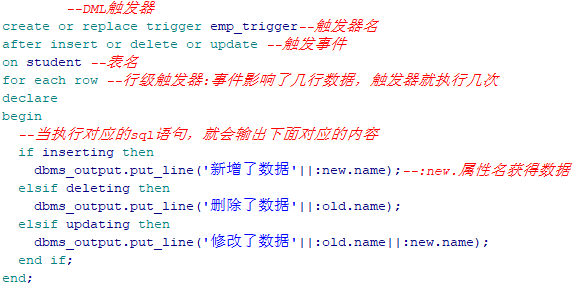 --DML触发器
create or replace trigger emp_trigger--触发器名
after insert or delete or update --触发事件
on student --表名
for each row --行级触发器:事件影响了几行数据，触发器就执行几次
declare
begin
--当执行对应的sql语句，就会输出下面对应的内容
if inserting then
dbms_output.put_line('新增了数据'||:new.name);--:new.属性名获得数据
elsif deleting then
dbms_output.put_line('删除了数据'||:old.name);
elsif updating then
dbms_output.put_line('修改了数据'||:old.name||:new.name);
end if;
end;